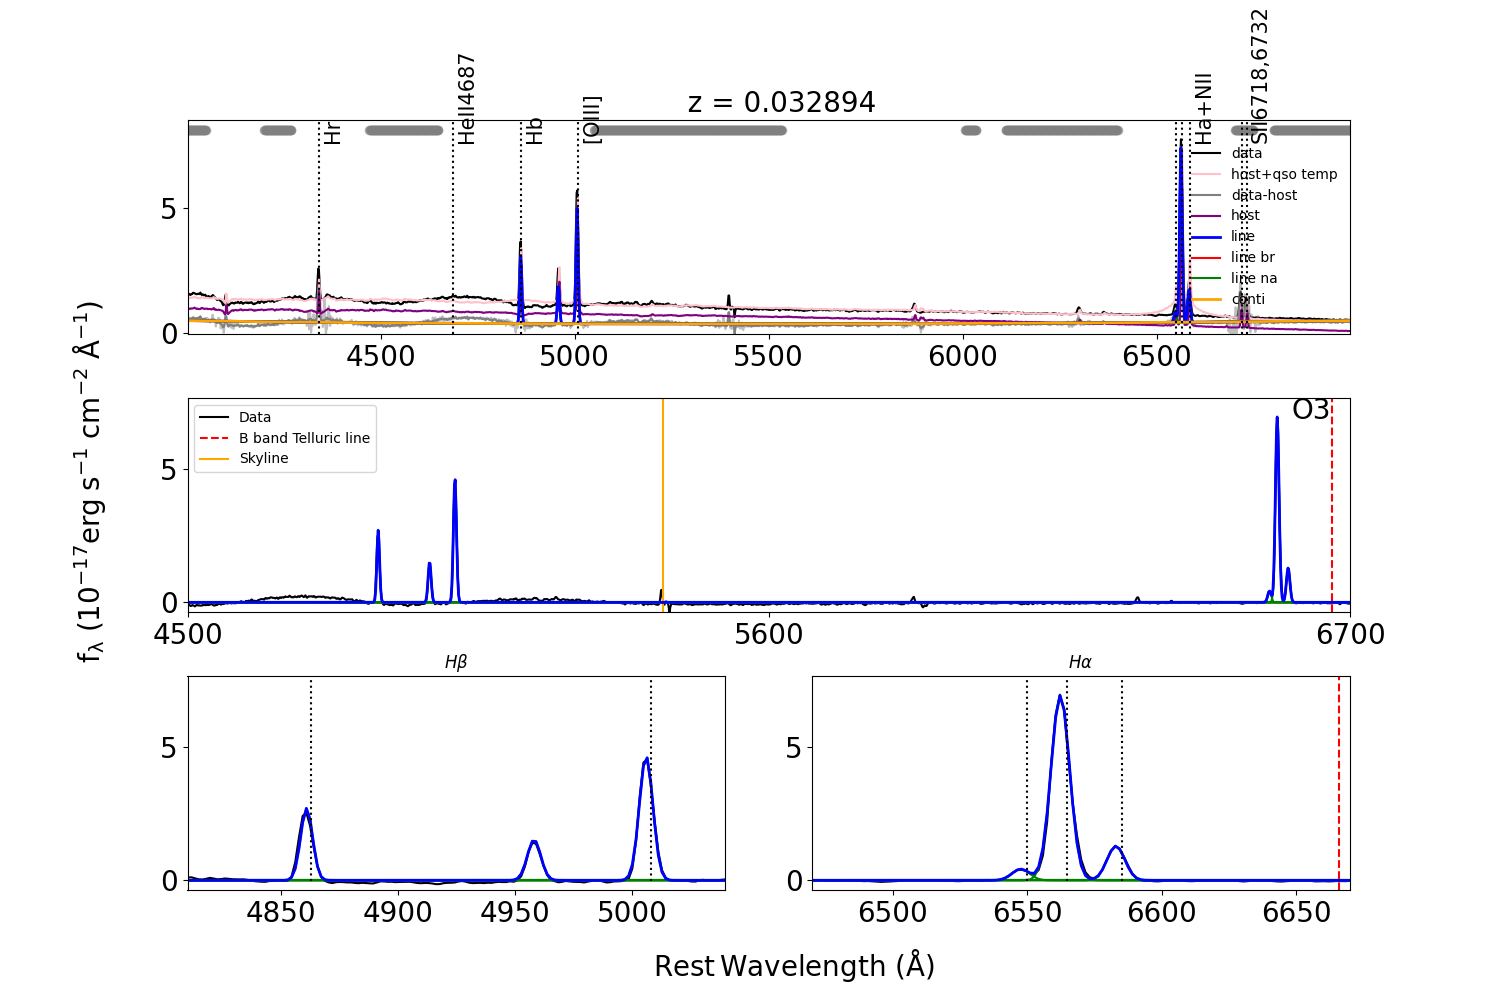 z = 0.032894
Hr
HeII4687
Hb
[OIII]
Ha+NII
SII6718,6732
data
host+qso temp
data-host
host
line
line br
line na
conti
5
0
4500 5000 5500 6000 6500
fλ (10−17erg s−1 cm−2 Å−1)
Data
B band Telluric line
Skyline
O3
5
0
4500 5600 6700
Hβ
5
0
4850 4900 4950 5000
Hα
5
0
6500 6550 6600 6650
Rest Wavelength (Å)